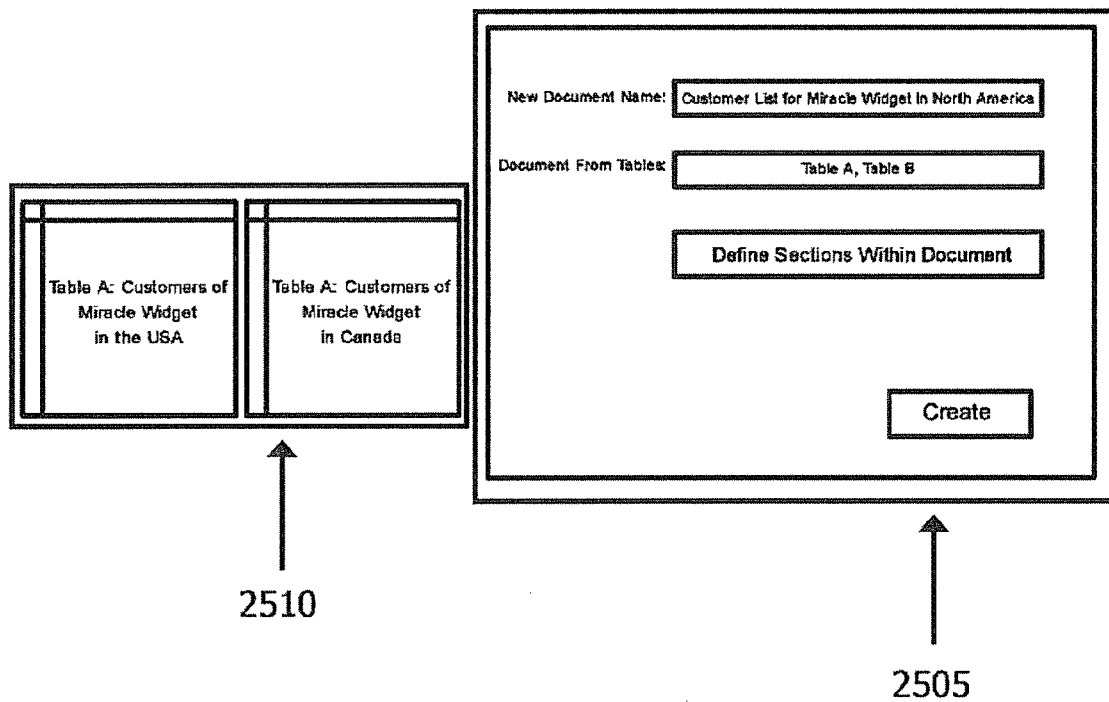 New Document Name: Customer List for Miracle Widget in North America
Document From Tables: Table A, Table B
Define Sections Within Document
Create
Table A: Customers of
Miracle Widget
in the USA
Table A: Customers of
Miracle Widget
in Canada
2510
2505